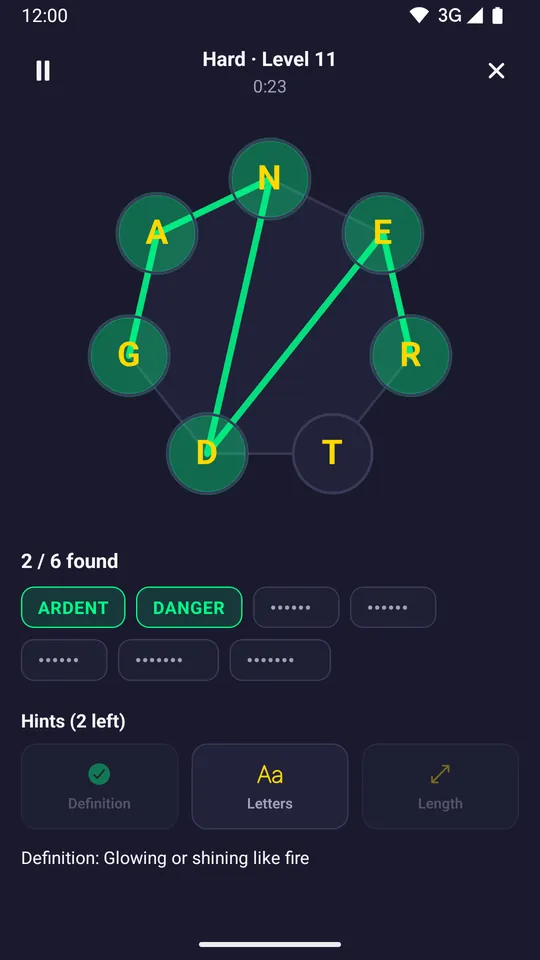 12:00
3G
Hard · Level 11
0:23
N
A
E
G
R
D
T
2 / 6 found
ARDENT
DANGER
••••••
••••••
••••••
•••••••
•••••••
Hints (2 left)
Definition
Aa
Letters
Length
Definition: Glowing or shining like fire